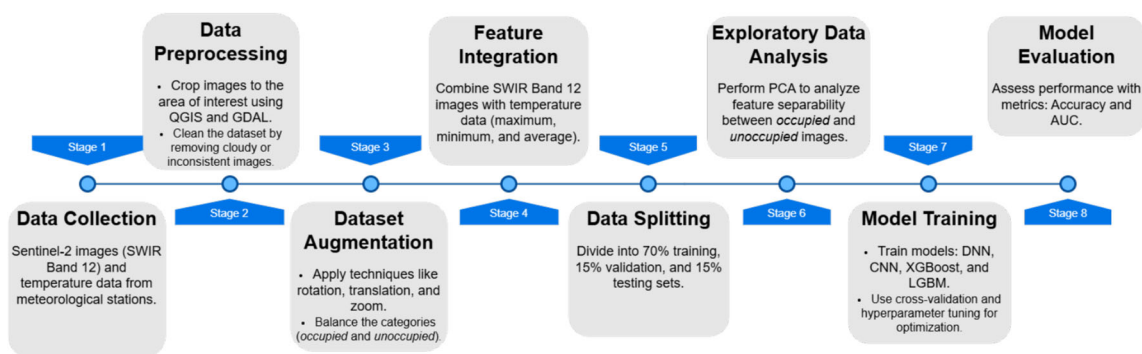 Data
Preprocessing
• Crop images to the
area of interest using
QGIS and GDAL.
• Clean the dataset by
removing cloudy or
inconsistent images.
Feature
Integration
Combine SWIR Band 12
images with temperature
data (maximum,
minimum, and average).
Exploratory Data
Analysis
Perform PCA to analyze
feature separability
between occupied and
unoccupied images.
Model
Evaluation
Assess performance with
metrics: Accuracy and
AUC.
Stage 1
Stage 3
Stage 5
Stage 7
Stage 2
Stage 4
Stage 6
Stage 8
Data Collection
Sentinel-2 images (SWIR
Band 12) and
temperature data from
meteorological stations.
Dataset
Augmentation
• Apply techniques like
rotation, translation, and
zoom.
• Balance the categories
(occupied and unoccupied).
Data Splitting
Divide into 70% training,
15% validation, and 15%
testing sets.
Model Training
• Train models: DNN,
CNN, XGBoost, and
LGBM.
• Use cross-validation and
hyperparameter tuning for
optimization.